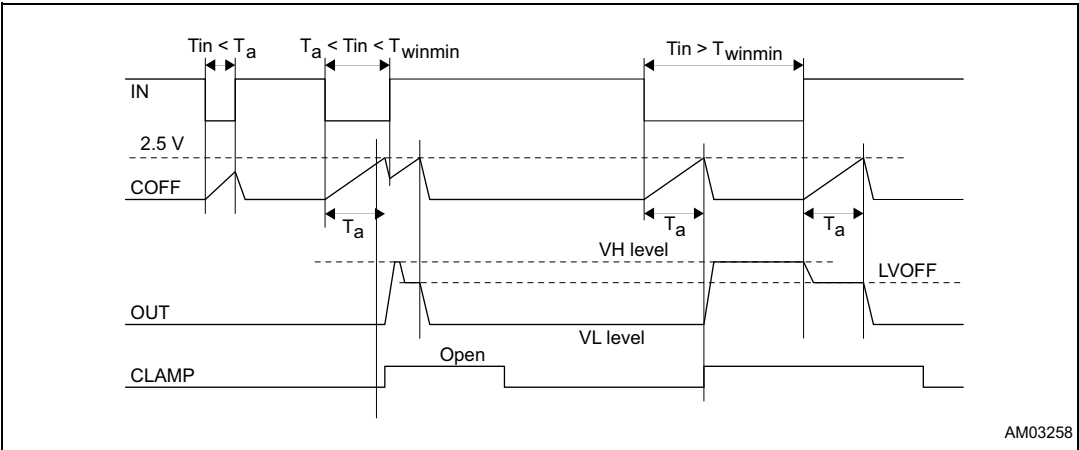 Tin < Ta
Ta < Tin < Twinmin
Tin > Twinmin
IN
2.5 V
COFF
Ta
Ta
Ta
VH level
LVOFF
OUT
VL level
Open
CLAMP
AM03258